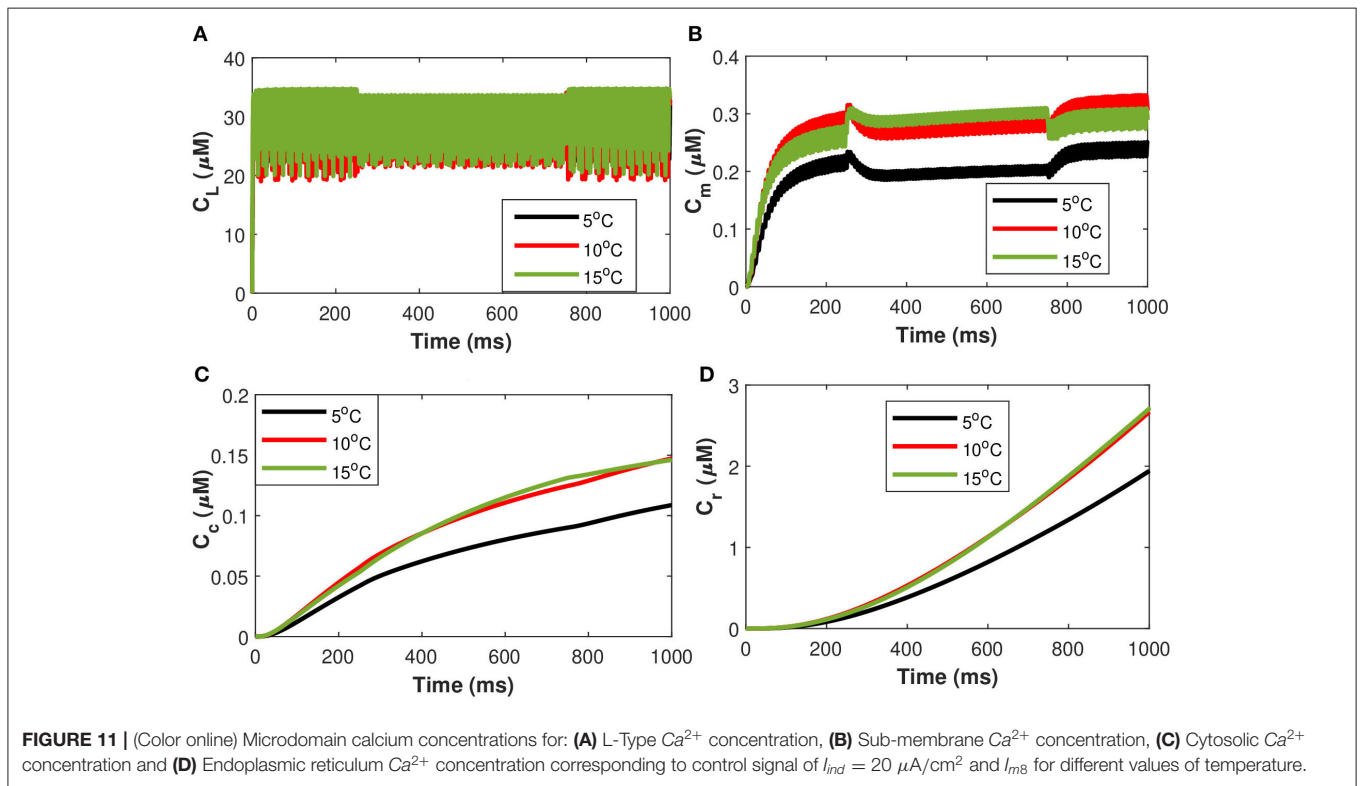 A
40
30
20
10
0
C_L (μM)
0 200 400 600 800 1000
Time (ms)
5°C
10°C
15°C
B
0.4
0.3
0.2
0.1
0
C_m (μM)
0 200 400 600 800 1000
Time (ms)
5°C
10°C
15°C
C
0.2
0.15
0.1
0.05
0
C_c (μM)
0 200 400 600 800 1000
Time (ms)
5°C
10°C
15°C
D
3
2
1
0
C_r (μM)
0 200 400 600 800 1000
Time (ms)
5°C
10°C
15°C
FIGURE 11 | (Color online) Microdomain calcium concentrations for: (A) L-Type Ca²⁺ concentration, (B) Sub-membrane Ca²⁺ concentration, (C) Cytosolic Ca²⁺
concentration and (D) Endoplasmic reticulum Ca²⁺ concentration corresponding to control signal of I_ind = 20 μA/cm² and I_m8 for different values of temperature.